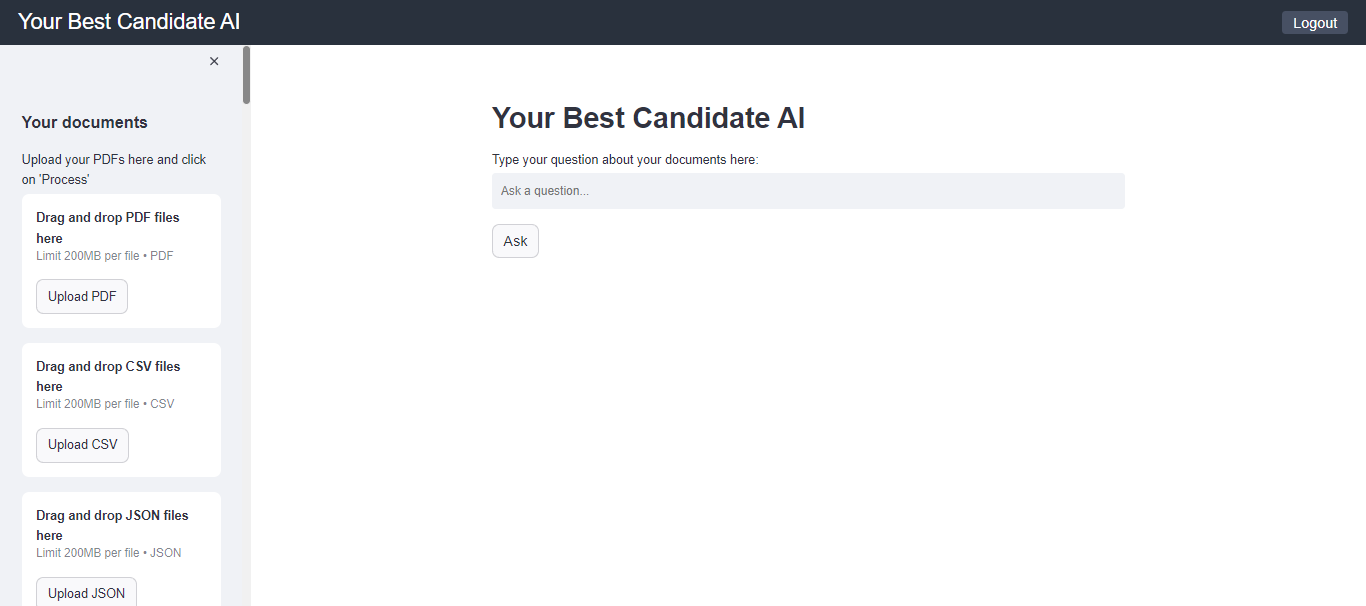 Your Best Candidate AI
Logout
×
Your documents
Upload your PDFs here and click
on 'Process'
Drag and drop PDF files
here
Limit 200MB per file • PDF
Upload PDF
Drag and drop CSV files
here
Limit 200MB per file • CSV
Upload CSV
Drag and drop JSON files
here
Limit 200MB per file • JSON
Upload JSON
Your Best Candidate AI
Type your question about your documents here:
Ask a question...
Ask